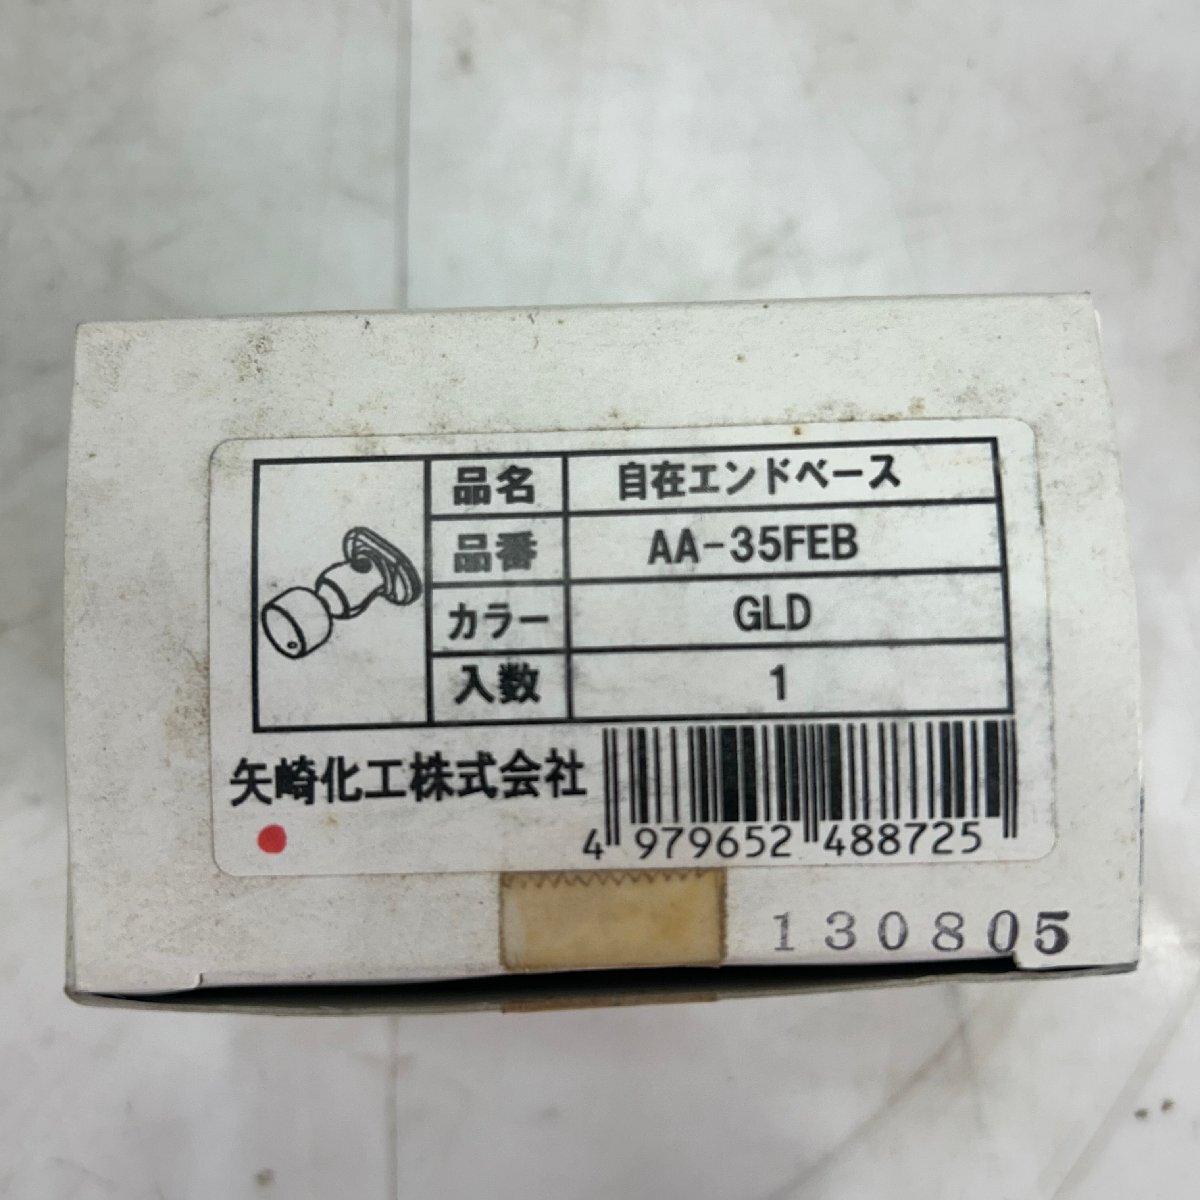 品名 自在エンドベース
品番 AA-35FEB
カラー GLD
入数 1
矢崎化工株式会社
4 979652 488725
130805